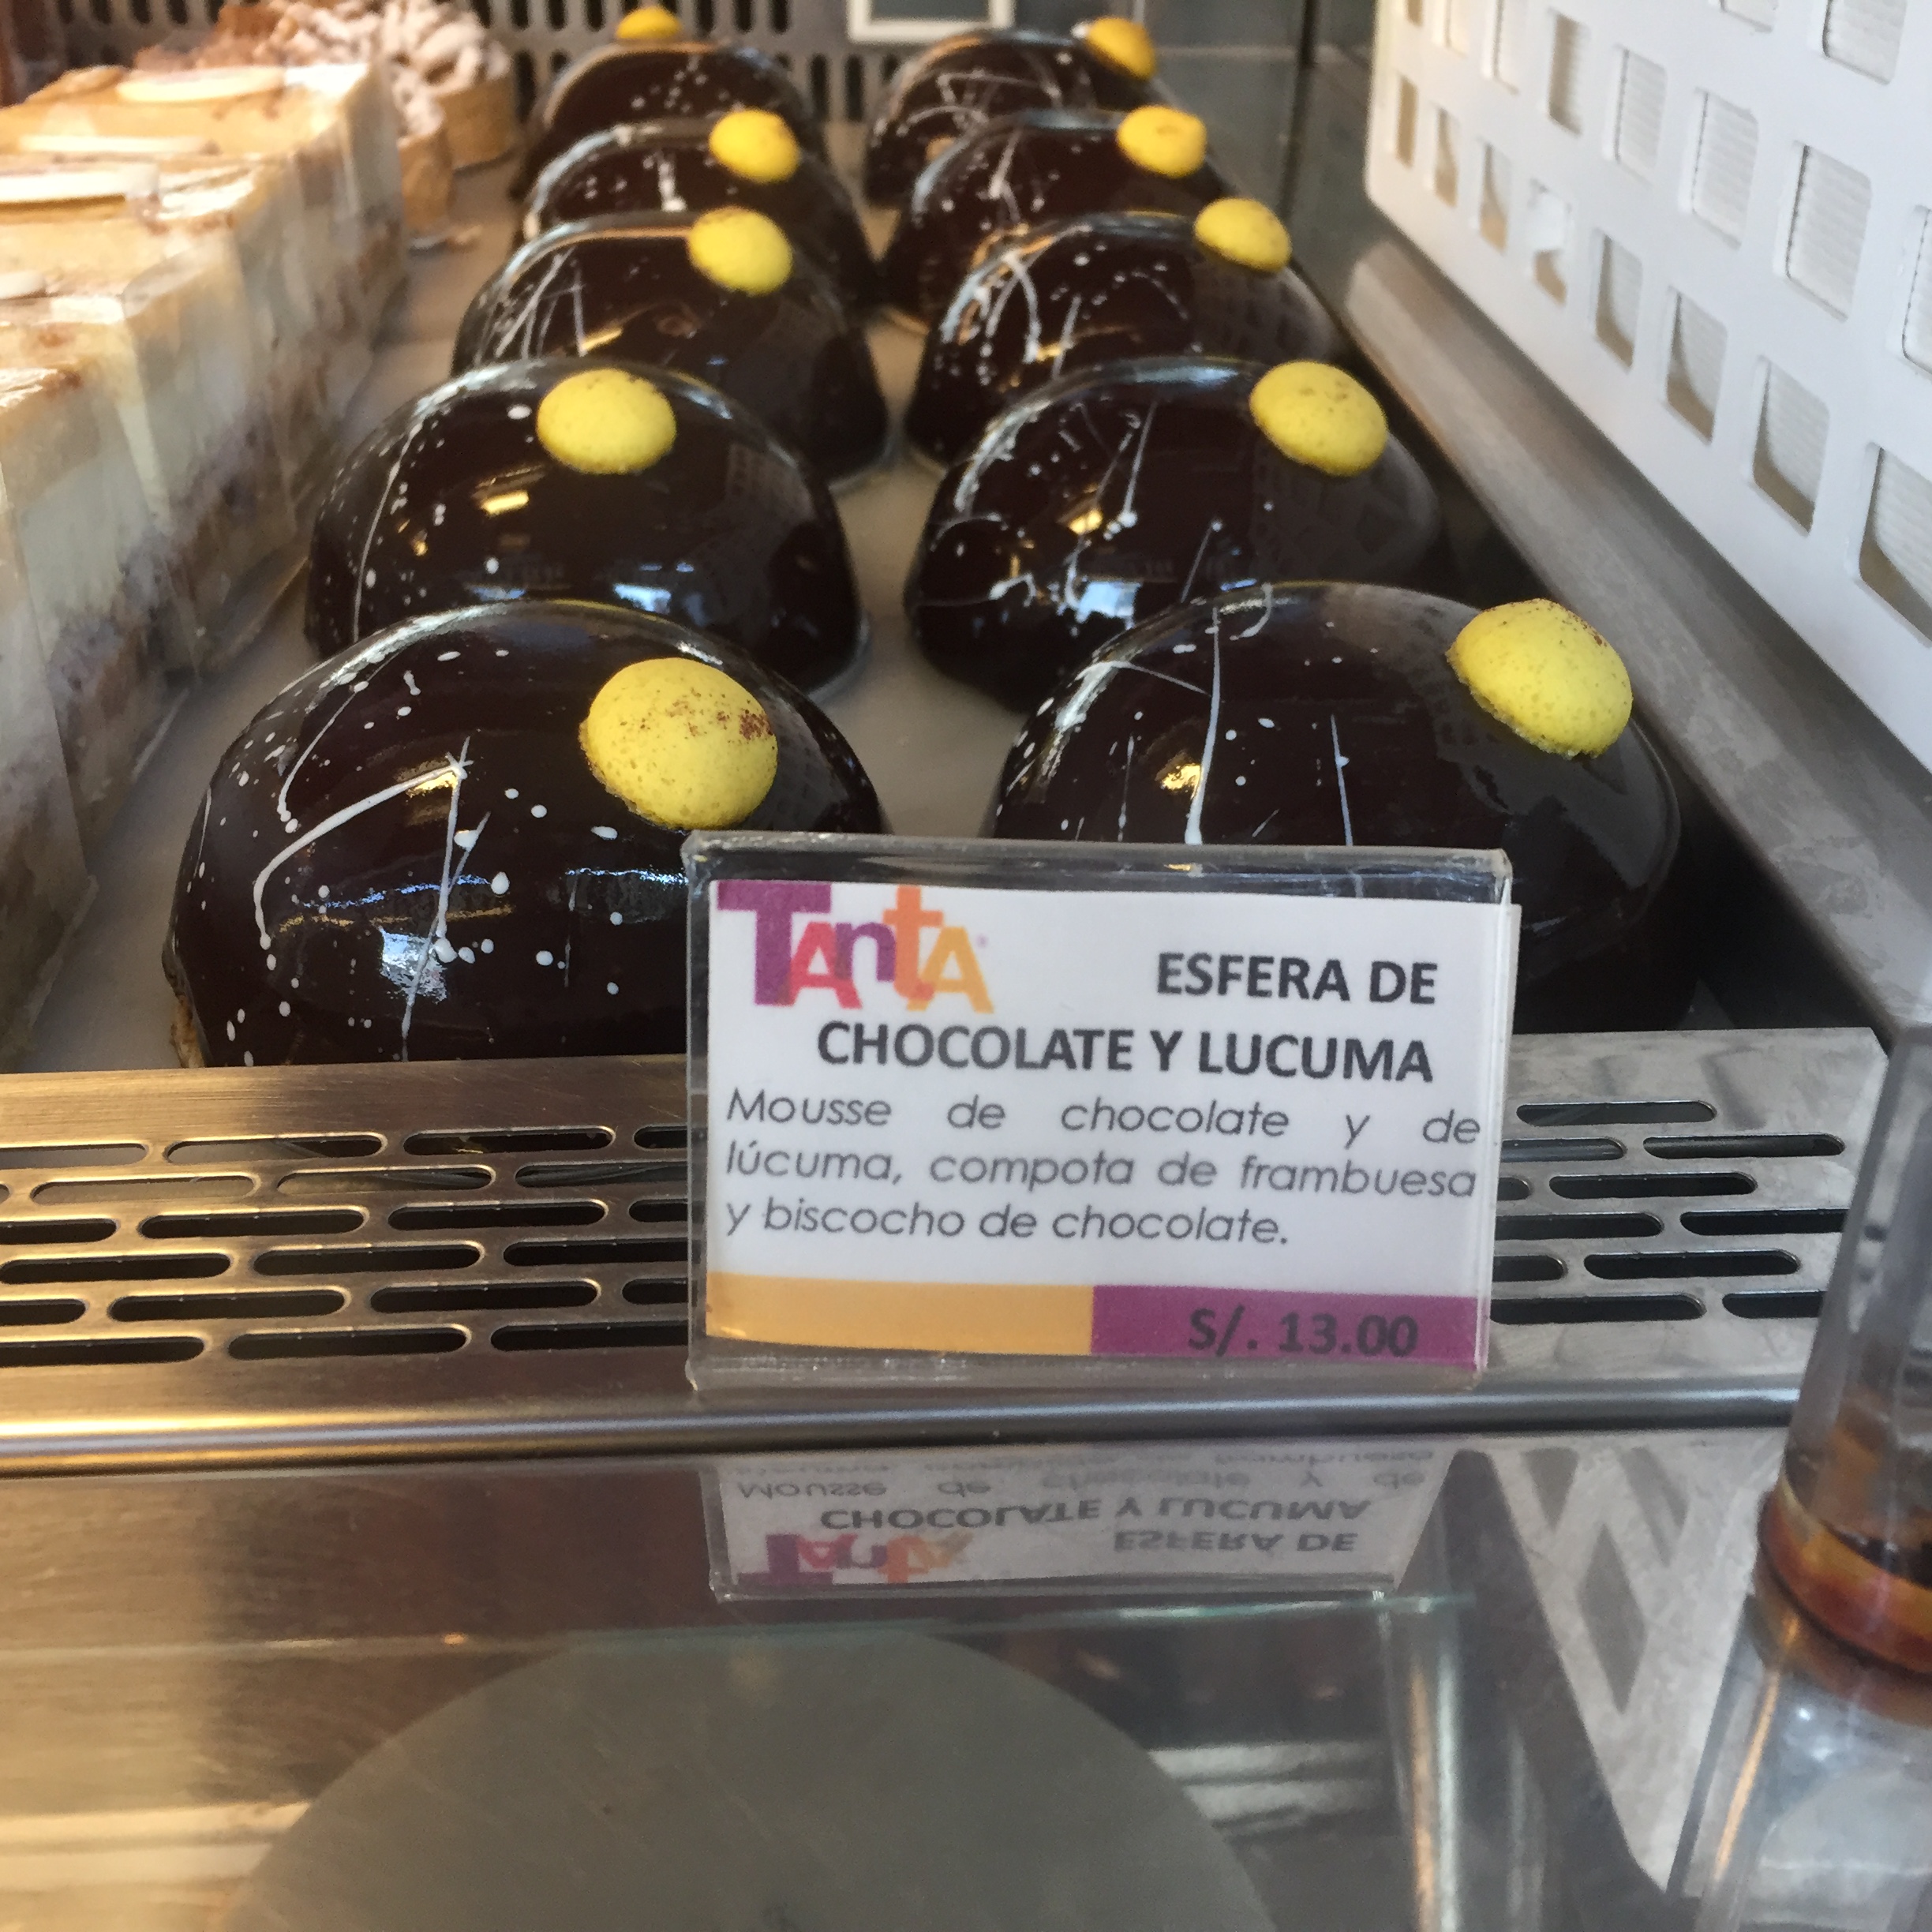 TANTA
ESFERA DE
CHOCOLATE Y LUCUMA
Mousse de chocolate y de
lúcuma, compota de frambuesa
y biscocho de chocolate.
S/. 13.00